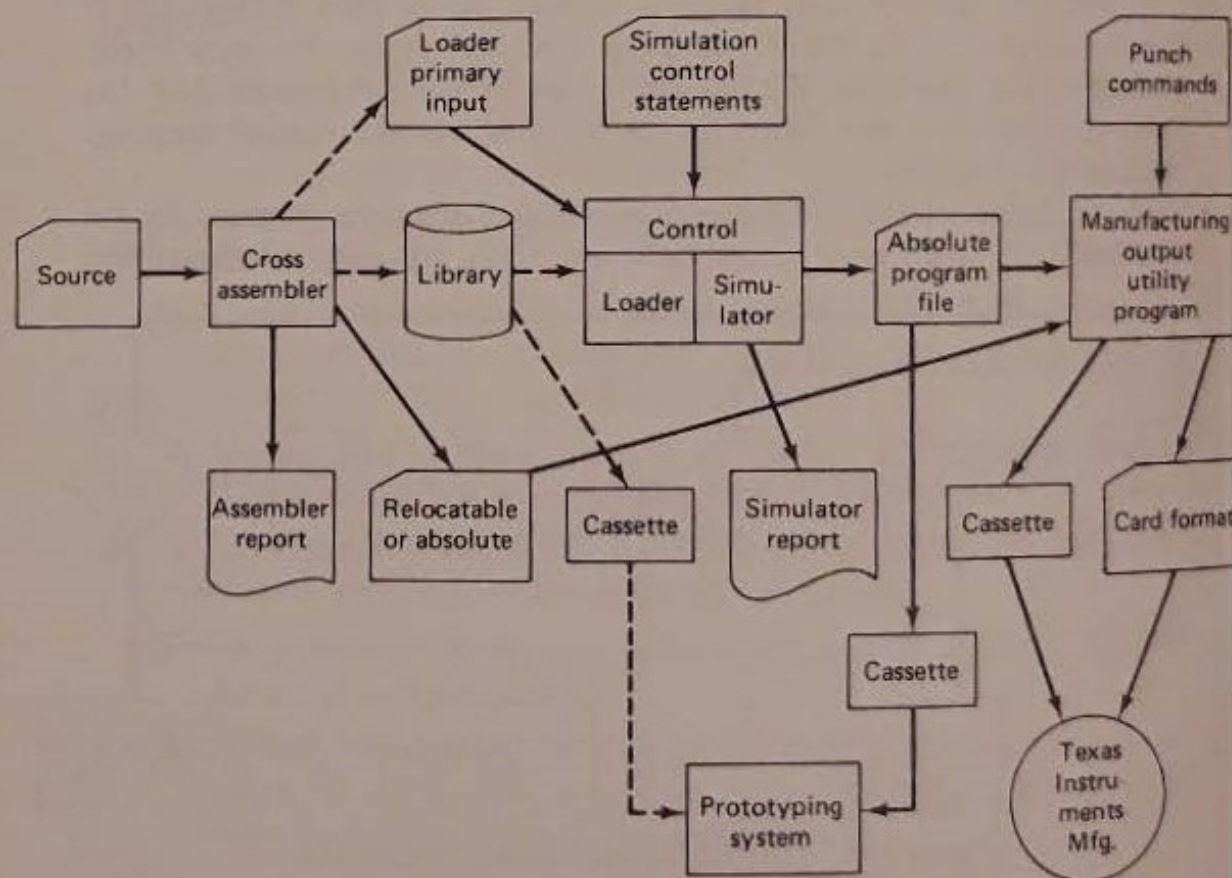 Loader
primary
input
Simulation
control
statements
Punch
commands
Source
Cross
assembler
Library
Control
Loader
Simu-
lator
Absolute
program
file
Manufacturing
output
utility
program
Assembler
report
Relocatable
or absolute
Cassette
Simulator
report
Cassette
Card format
Cassette
Prototyping
system
Texas
Instru-
ments
Mfg.